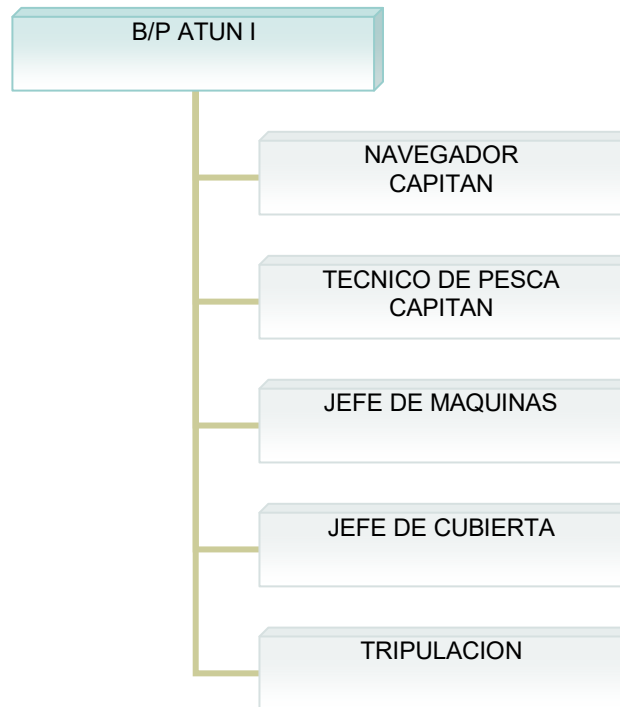 B/P ATUN I
NAVEGADOR
CAPITAN
TECNICO DE PESCA
CAPITAN
JEFE DE MAQUINAS
JEFE DE CUBIERTA
TRIPULACION